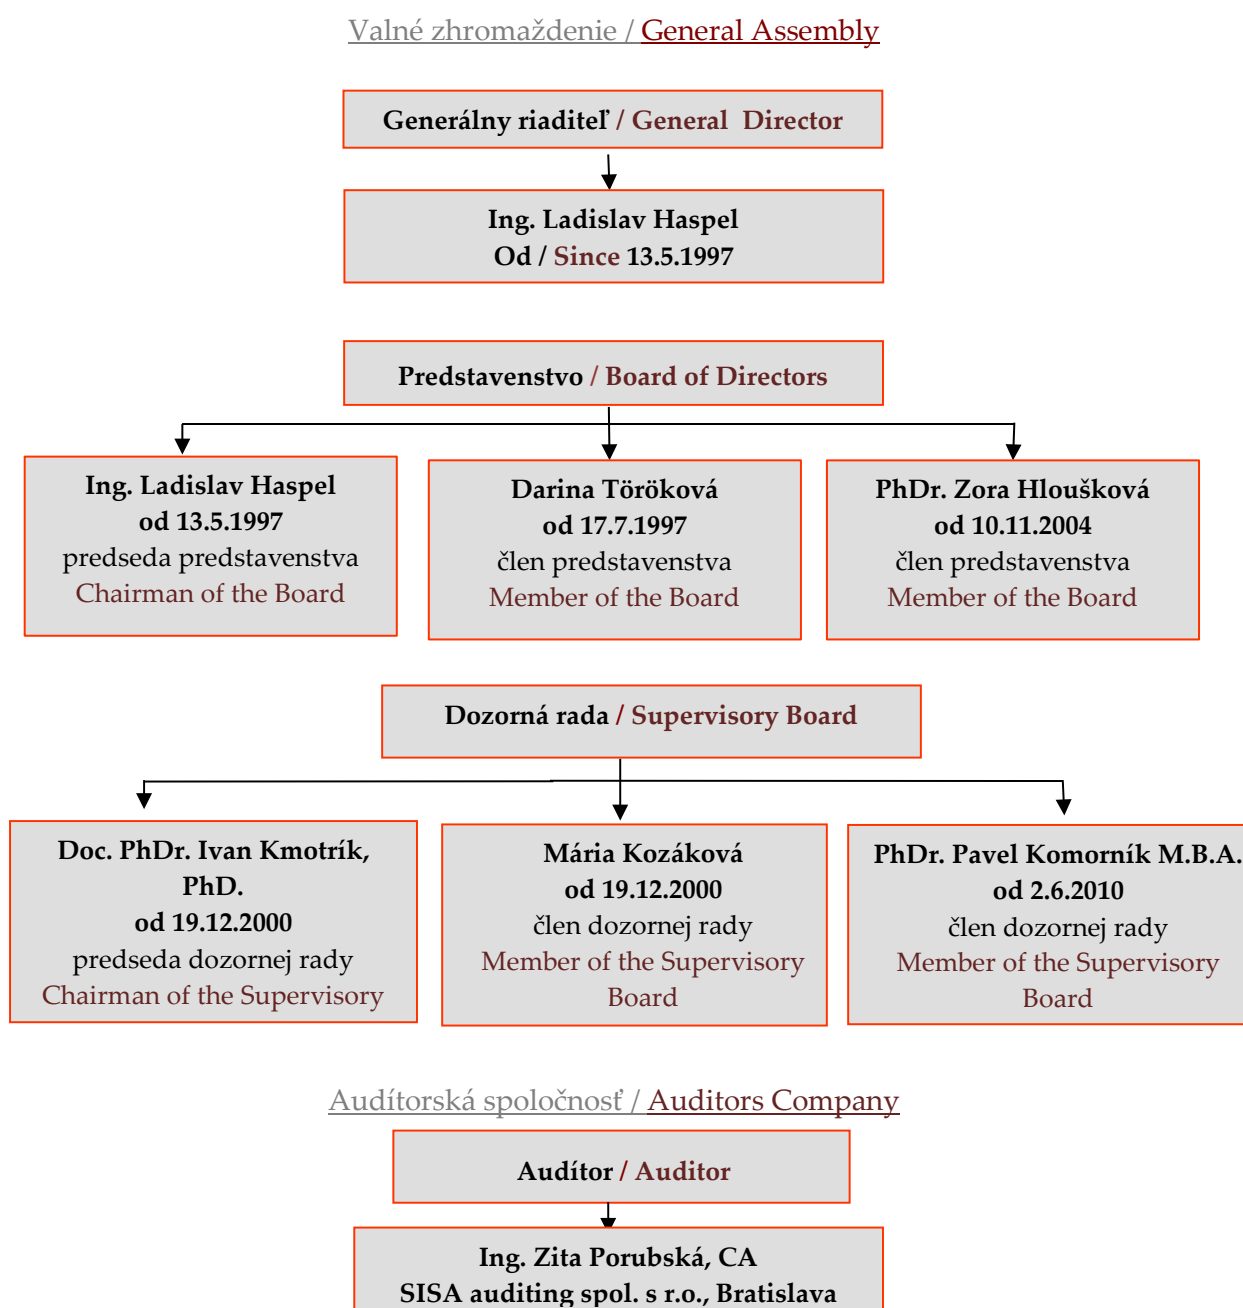 Valné zhromaždenie / General Assembly
Generálny riaditeľ / General Director
Ing. Ladislav Haspel
Od / Since 13.5.1997
Predstavenstvo / Board of Directors
Ing. Ladislav Haspel
od 13.5.1997
predseda predstavenstva
Chairman of the Board
Darina Töröková
od 17.7.1997
člen predstavenstva
Member of the Board
PhDr. Zora Hloušková
od 10.11.2004
člen predstavenstva
Member of the Board
Dozorná rada / Supervisory Board
Doc. PhDr. Ivan Kmotrík,
PhD.
od 19.12.2000
predseda dozornej rady
Chairman of the Supervisory
Mária Kozáková
od 19.12.2000
člen dozornej rady
Member of the Supervisory
Board
PhDr. Pavel Komorník M.B.A.
od 2.6.2010
člen dozornej rady
Member of the Supervisory
Board
Audítorská spoločnosť / Auditors Company
Audítor / Auditor
Ing. Zita Porubská, CA
SISA auditing spol. s r.o., Bratislava